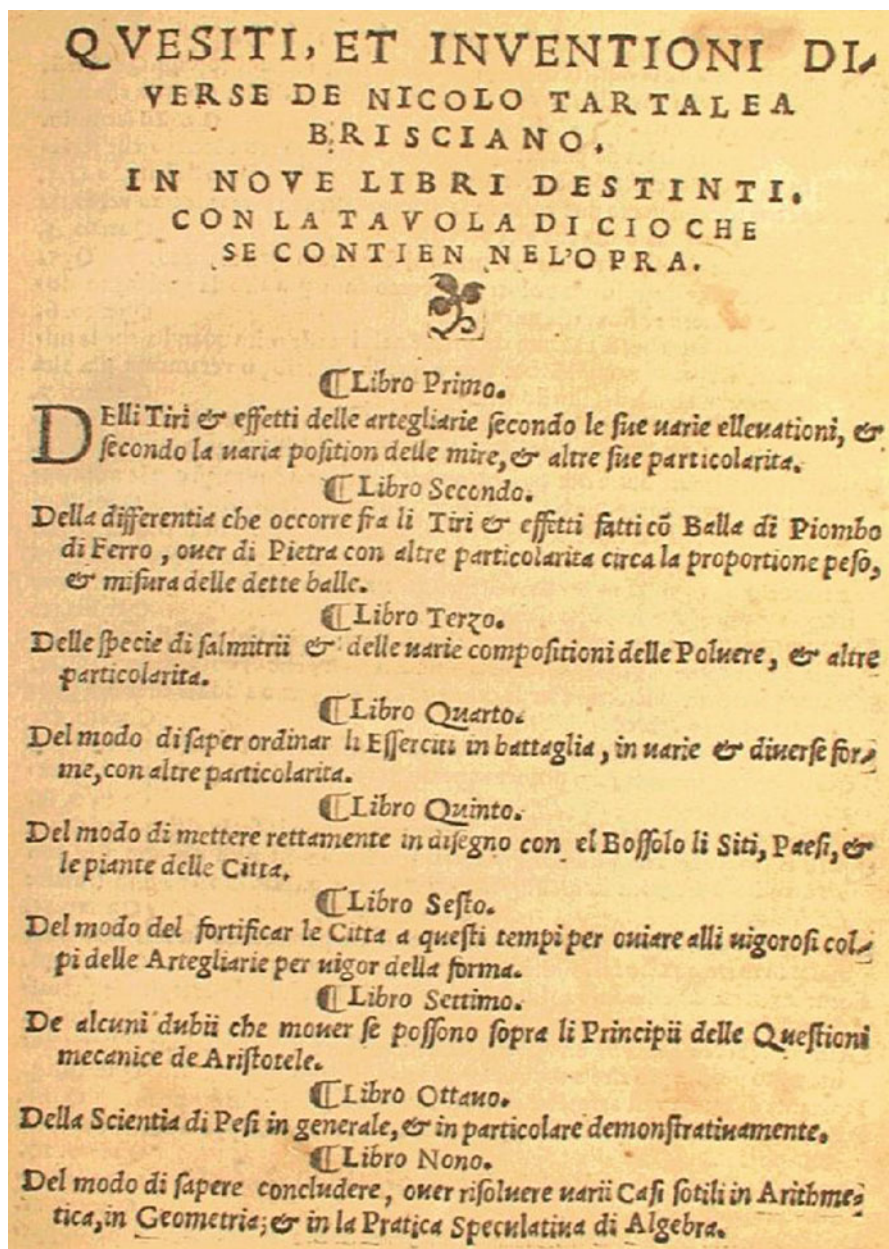 QVESITI, ET INVENTIONI DI-
VERSE DE NICOLO TARTALEA
BRISCIANO.
IN NOVE LIBRI DESTINTI.
CON LA TAVOLA DI CIO CHE
SE CONTIEN NEL'OPRA.
⸿Libro Primo.
DElli Tiri & effetti delle artegliarie ſecondo le ſue uarie elleuationi, &
ſecondo la uaria poſition delle mire, & altre ſue particolarita.
⸿Libro Secondo.
Della differentia che occorre fra li Tiri & effetti fatti cõ Balla di Piombo
di Ferro, ouer di Pietra con altre particolarita circa la proportione peſo,
& miſura delle dette balle.
⸿Libro Terzo.
Delle ſpecie di ſalmitrii & delle uarie compoſitioni delle Poluere, & altre
particolarita.
⸿Libro Quarto.
Del modo di ſaper ordinar li Eſſerciti in battaglia, in uarie & diuerſe for-
me, con altre particolarita.
⸿Libro Quinto.
Del modo di mettere rettamente in diſegno con el Boſſolo li Siti, Paeſi, &
le piante delle Citta.
⸿Libro Seſto.
Del modo del fortificar le Citta a queſti tempi per ouiare alli uigoroſi col-
pi delle Artegliarie per uigor della forma.
⸿Libro Settimo.
De alcuni dubii che mouer ſe poſſono ſopra li Principii delle Queſtioni
mecanice de Ariſtotele.
⸿Libro Ottauo.
Della Scientia di Peſi in generale, & in particolare demonſtratiuamente.
⸿Libro Nono.
Del modo di ſapere concludere, ouer riſoluere uarii Caſi ſotili in Arithme-
tica, in Geometria; & in la Pratica Speculatiua di Algebra.